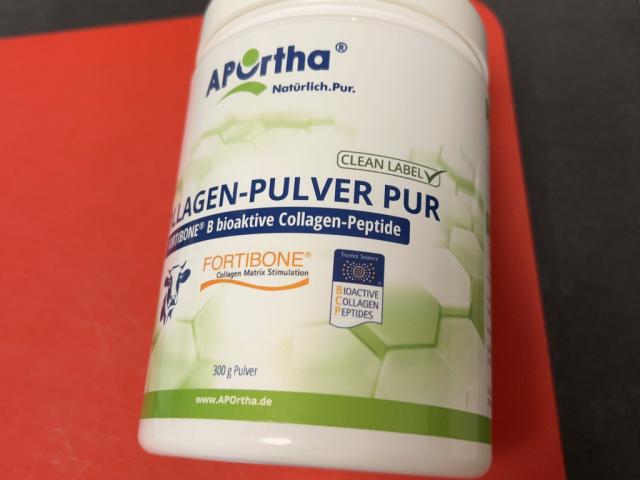 APOrtha®
Natürlich.Pur.
CLEAN LABEL
LLAGEN-PULVER PUR
FORTIBONE® B bioaktive Collagen-Peptide
FORTIBONE®
Collagen Matrix Stimulation
Trusted Science
BIOACTIVE
COLLAGEN
PEPTIDES
300 g Pulver
www.APOrtha.de